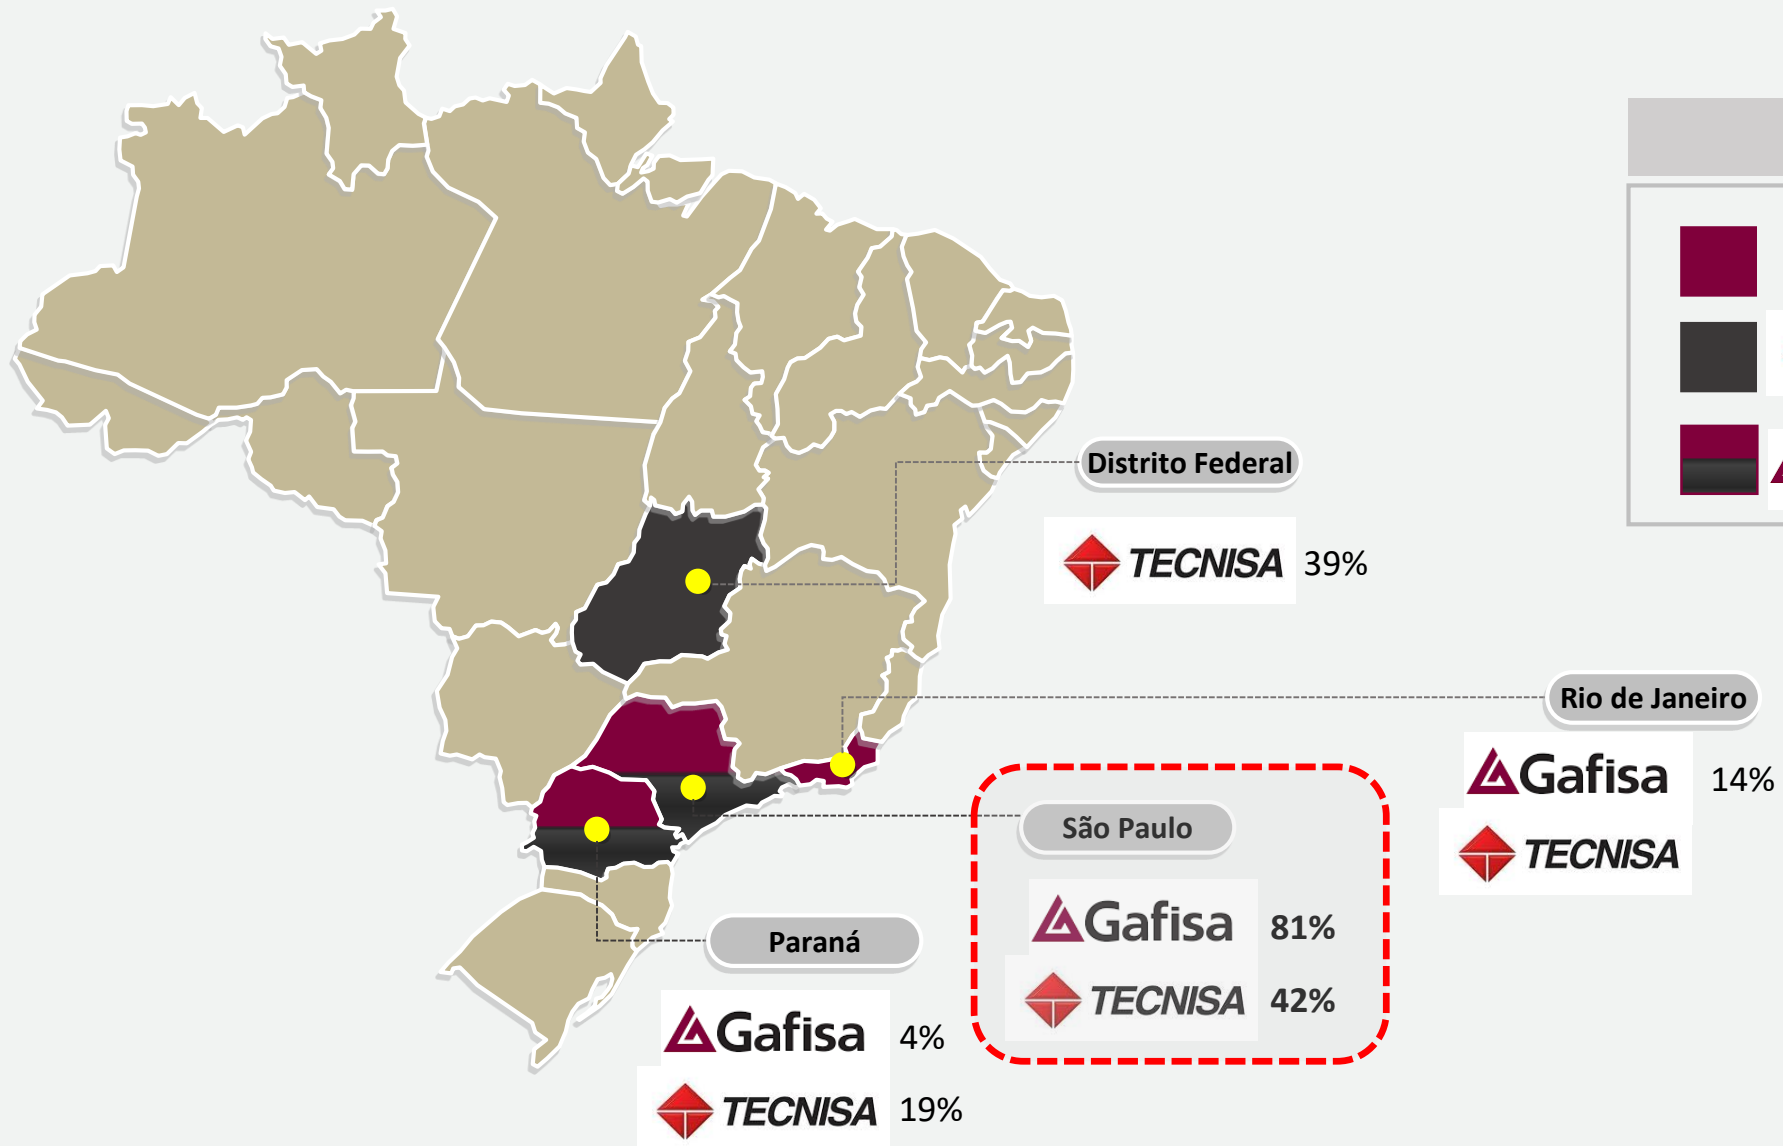 Distrito Federal
TECNISA 39%
Rio de Janeiro
Gafisa 14%
TECNISA
São Paulo
Gafisa 81%
TECNISA 42%
Paraná
Gafisa 4%
TECNISA 19%